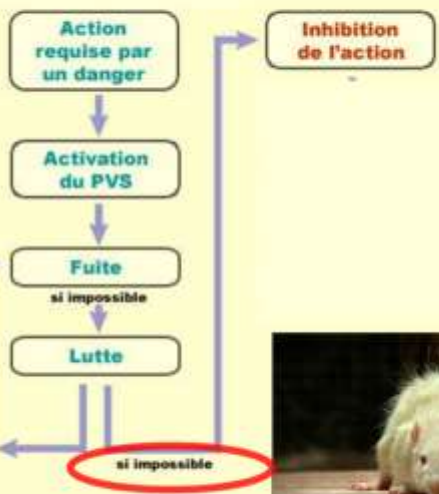 Action
requise par
un danger
Activation
du PVS
Fuite
si impossible
Lutte
si impossible
Inhibition
de l'action